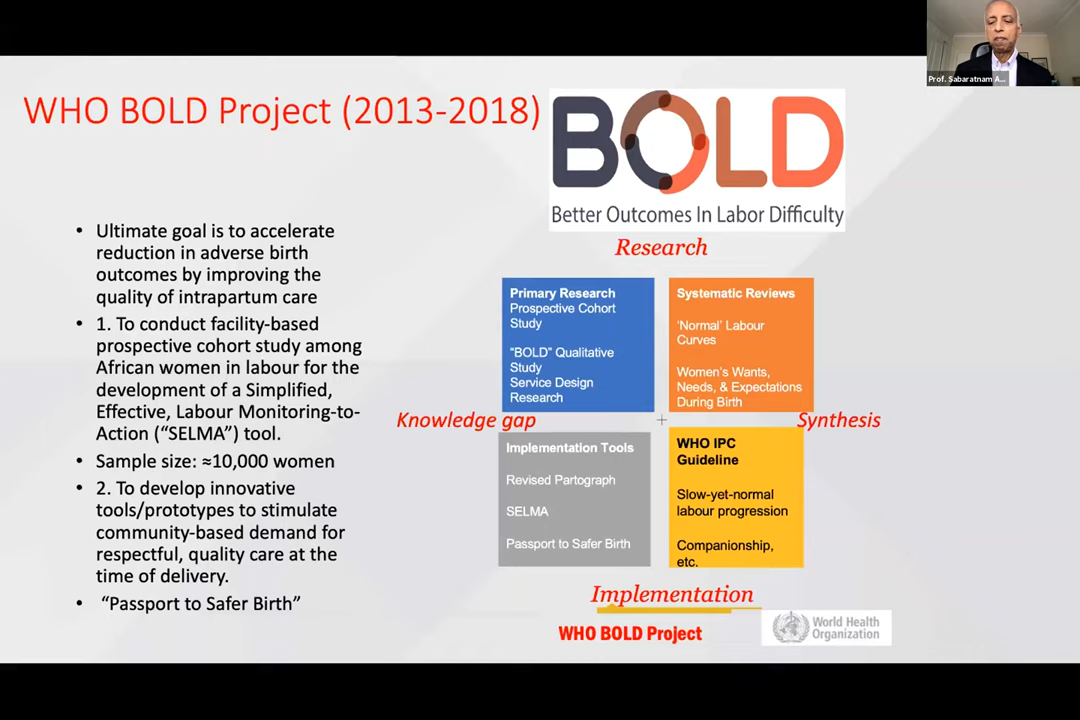 Prof. Sabaratnam A...
WHO BOLD Project (2013-2018)
BOLD
Better Outcomes In Labor Difficulty
• Ultimate goal is to accelerate
reduction in adverse birth
outcomes by improving the
quality of intrapartum care
• 1. To conduct facility-based
prospective cohort study among
African women in labour for the
development of a Simplified,
Effective, Labour Monitoring-to-
Action (“SELMA”) tool.
• Sample size: ≈10,000 women
• 2. To develop innovative
tools/prototypes to stimulate
community-based demand for
respectful, quality care at the
time of delivery.
• “Passport to Safer Birth”
Research
Primary Research
Prospective Cohort
Study
“BOLD” Qualitative
Study
Service Design
Research
Systematic Reviews
‘Normal’ Labour
Curves
Women’s Wants,
Needs, & Expectations
During Birth
Knowledge gap
Synthesis
Implementation Tools
Revised Partograph
SELMA
Passport to Safer Birth
WHO IPC
Guideline
Slow-yet-normal
labour progression
Companionship,
etc.
Implementation
WHO BOLD Project
World Health
Organization